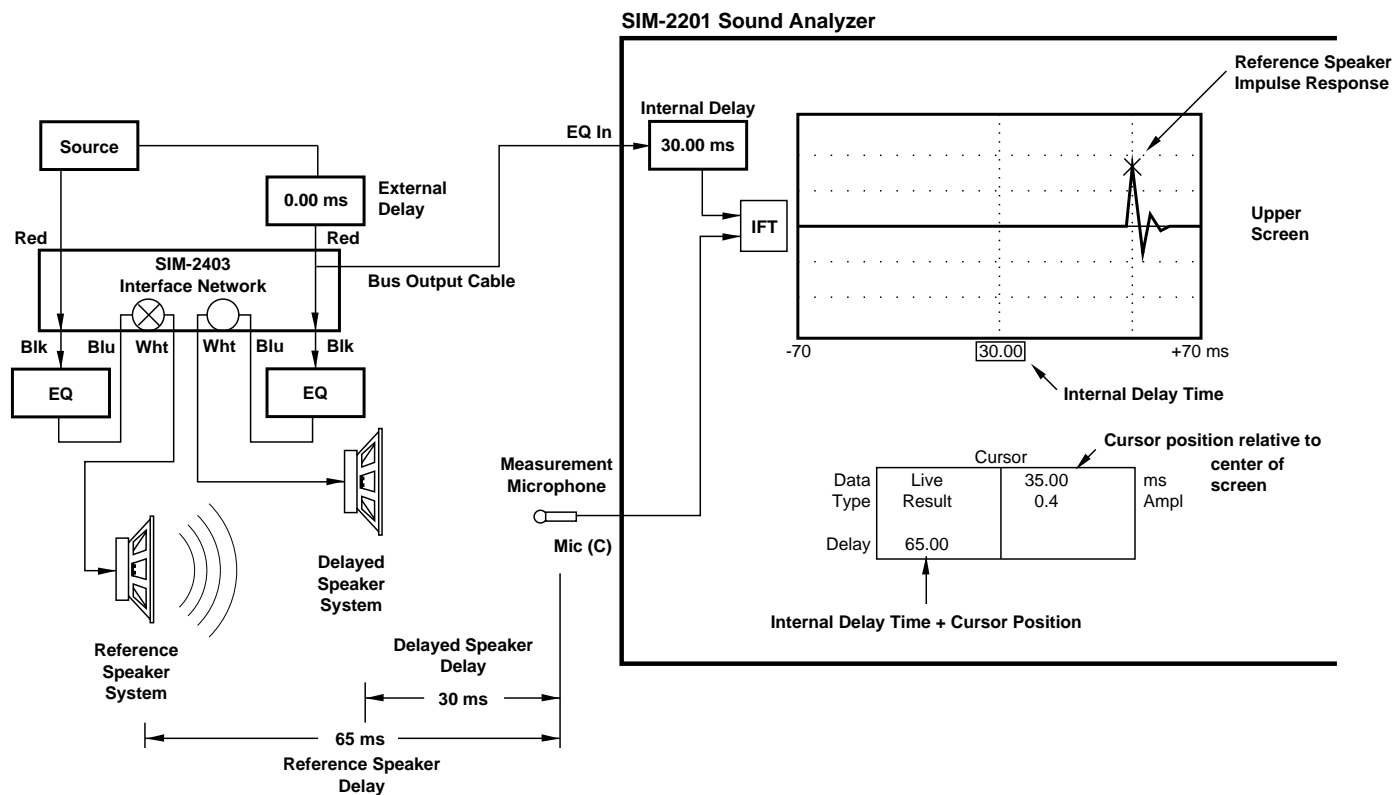 SIM-2201 Sound Analyzer
Reference Speaker
Impulse Response
Internal Delay
EQ In
30.00 ms
Source
0.00 ms
External
Delay
IFT
Upper
Screen
Red
Red
SIM-2403
Interface Network
Bus Output Cable
Blk
Blu
Wht
Wht
Blu
Blk
-70
30.00
+70 ms
EQ
EQ
Internal Delay Time
Cursor position relative to
center of
screen
Cursor
Data
Live
35.00
ms
Type
Result
0.4
Ampl
Delay
65.00
Internal Delay Time + Cursor Position
Measurement
Microphone
Mic (C)
Delayed
Speaker
System
Reference
Speaker
System
Delayed Speaker
Delay
30 ms
65 ms
Reference Speaker
Delay